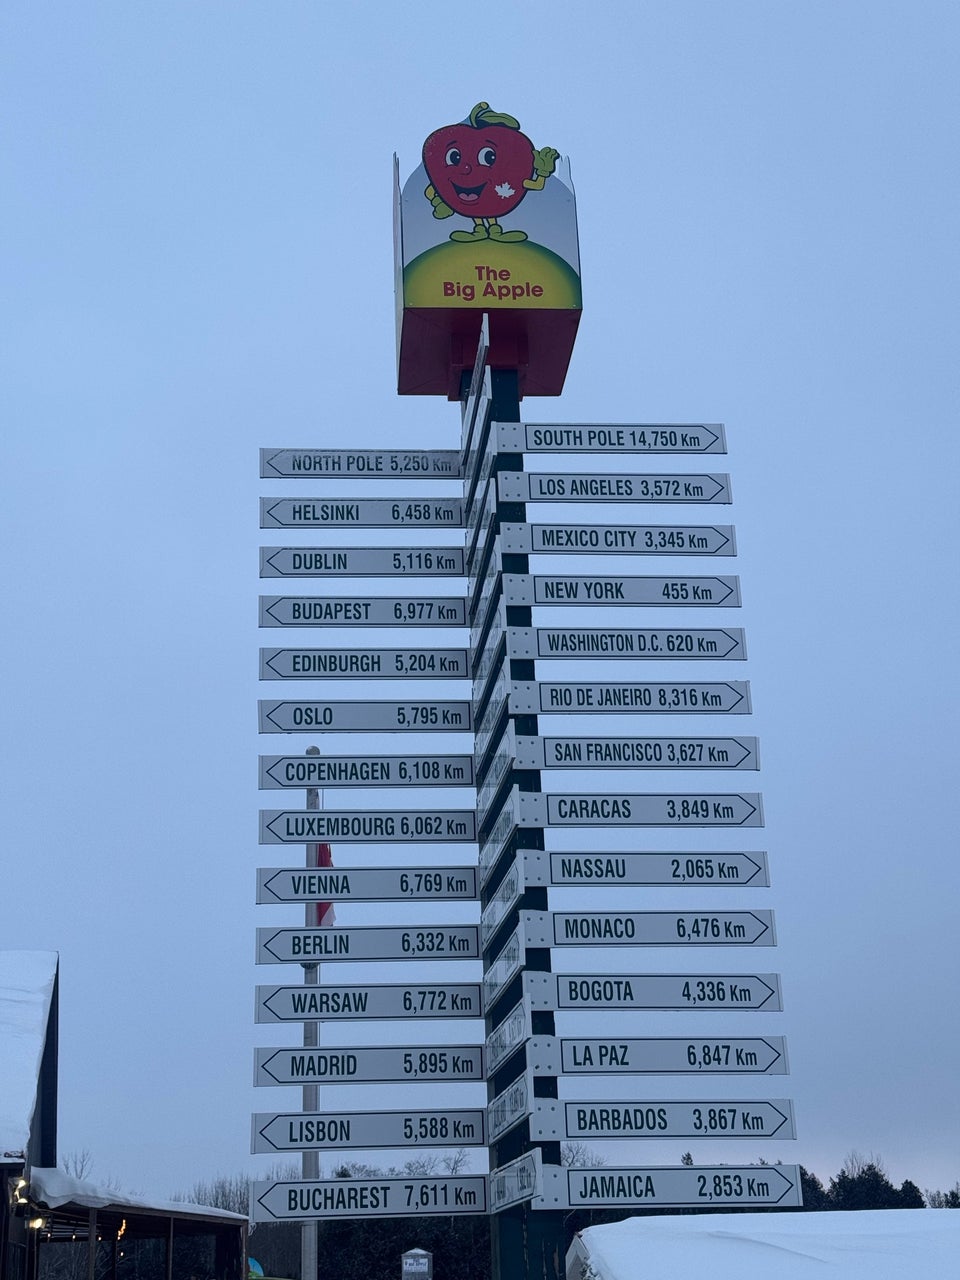 The
Big Apple
NORTH POLE 5,250 Km
HELSINKI 6,458 Km
DUBLIN 5,116 Km
BUDAPEST 6,977 Km
EDINBURGH 5,204 Km
OSLO 5,795 Km
COPENHAGEN 6,108 Km
LUXEMBOURG 6,062 Km
VIENNA 6,769 Km
BERLIN 6,332 Km
WARSAW 6,772 Km
MADRID 5,895 Km
LISBON 5,588 Km
BUCHAREST 7,611 Km
SOUTH POLE 14,750 Km
LOS ANGELES 3,572 Km
MEXICO CITY 3,345 Km
NEW YORK 455 Km
WASHINGTON D.C. 620 Km
RIO DE JANEIRO 8,316 Km
SAN FRANCISCO 3,627 Km
CARACAS 3,849 Km
NASSAU 2,065 Km
MONACO 6,476 Km
BOGOTA 4,336 Km
LA PAZ 6,847 Km
BARBADOS 3,867 Km
JAMAICA 2,853 Km